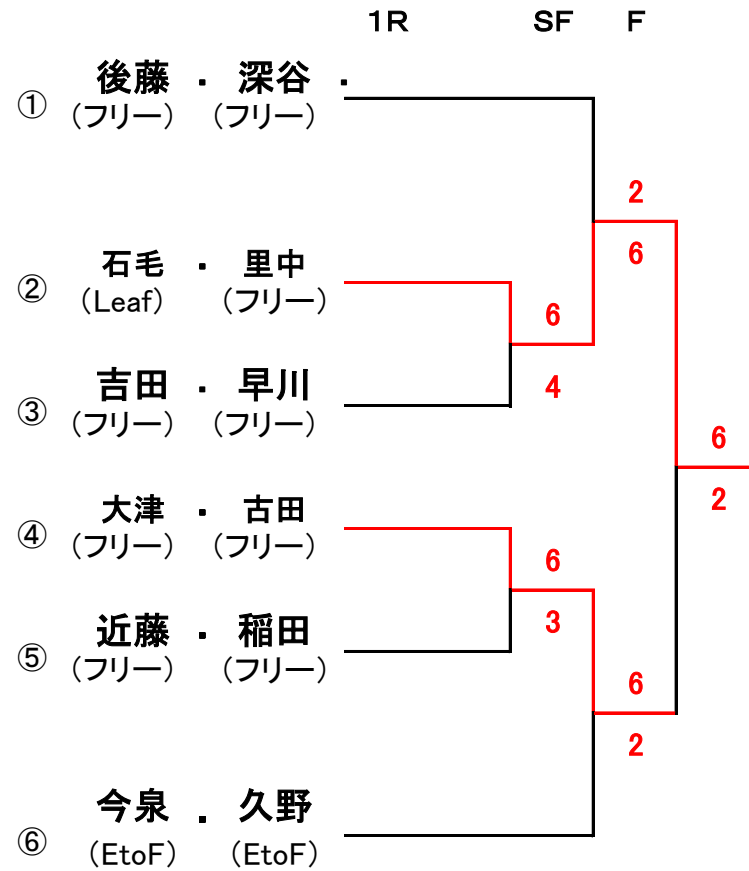 1R SF F
後藤 ・ 深谷 ・
① (フリー) (フリー)
2
6
石毛 ・ 里中
② (Leaf) (フリー)
6
4
吉田 ・ 早川
③ (フリー) (フリー)
6
2
大津 ・ 古田
④ (フリー) (フリー)
6
3
近藤 ・ 稲田
⑤ (フリー) (フリー)
6
2
今泉 ・ 久野
⑥ (EtoF) (EtoF)